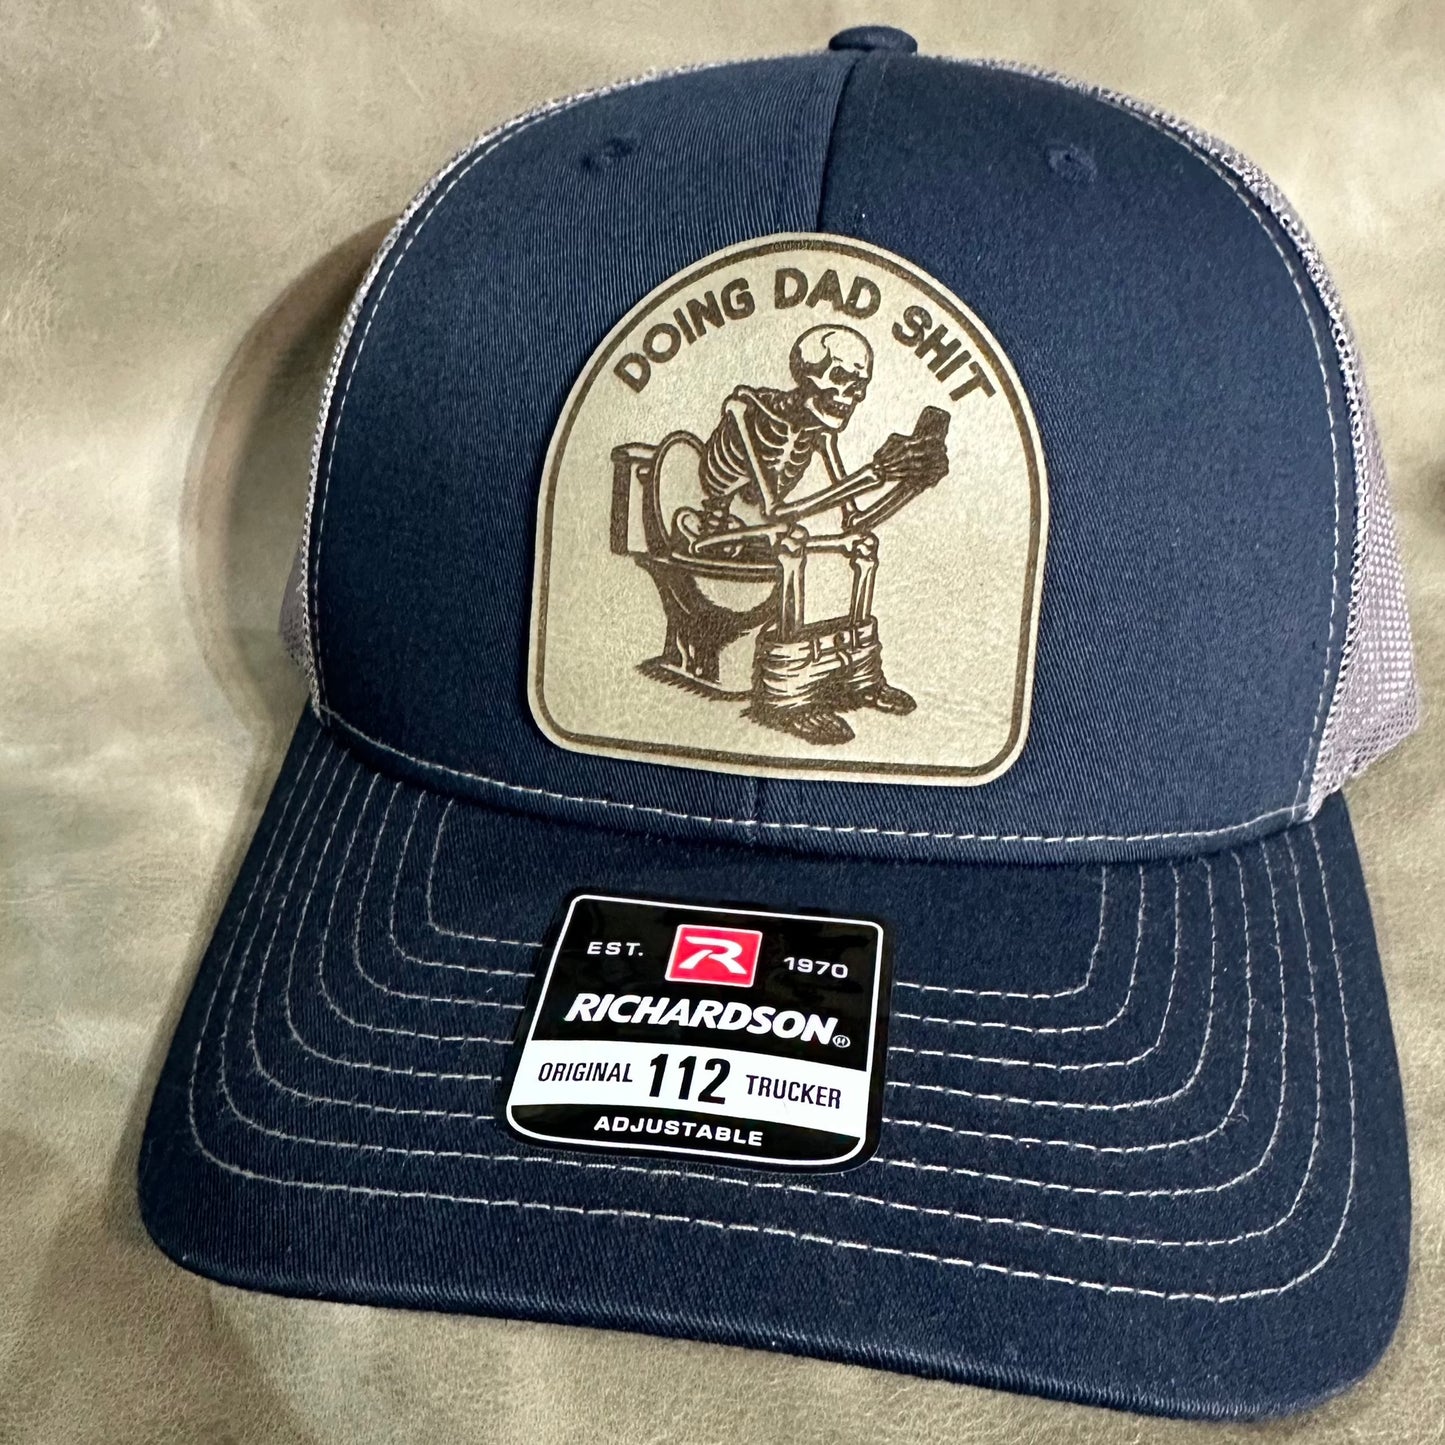 DOING DAD SHIT
EST. R 1970
RICHARDSON®
ORIGINAL 112 TRUCKER
ADJUSTABLE